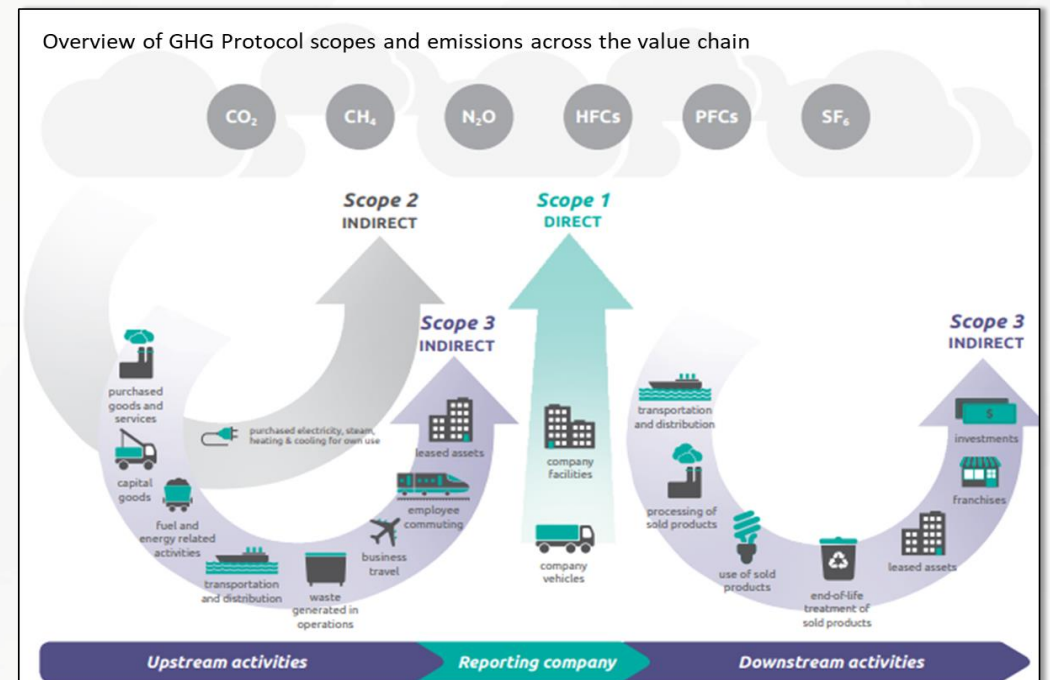 Overview of GHG Protocol scopes and emissions across the value chain
CO₂
CH₄
N₂O
HFCs
PFCs
SF₆
Scope 2
INDIRECT
Scope 1
DIRECT
Scope 3
INDIRECT
Scope 3
INDIRECT
purchased
goods and
services
capital
goods
fuel and
energy related
activities
purchased electricity, steam,
heating & cooling for own use
transportation
and distribution
waste
generated in
operations
business
travel
employee
commuting
leased assets
company
facilities
company
vehicles
transportation
and distribution
processing of
sold products
use of sold
products
end-of-life
treatment of
sold products
leased assets
franchises
$
investments
Upstream activities
Reporting company
Downstream activities